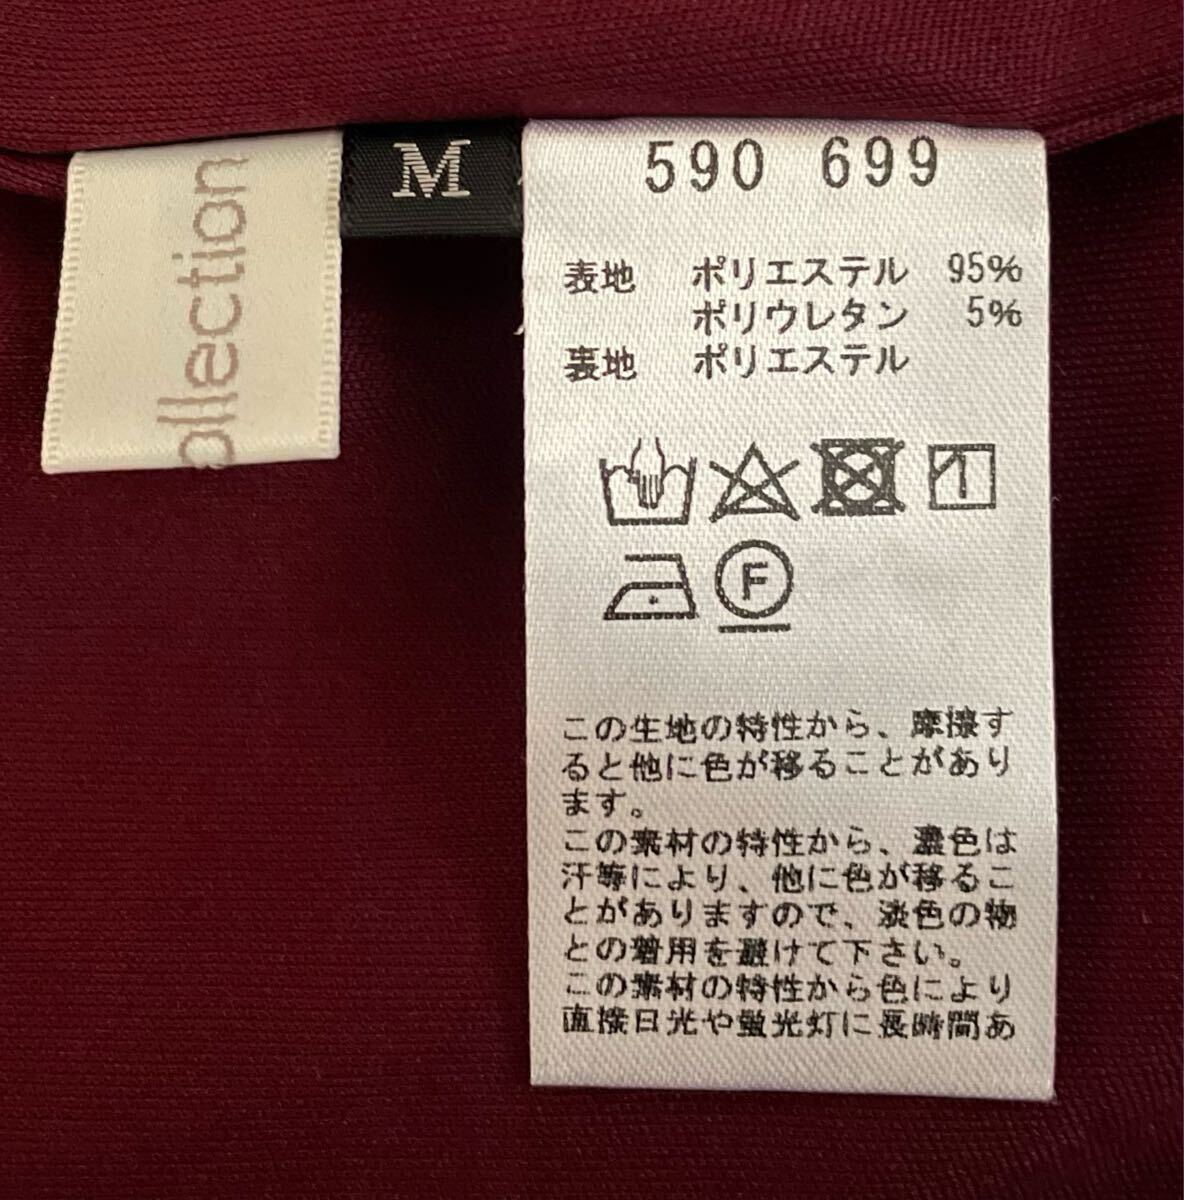 ollection
M
590 699
表地 ポリエステル 95%
ポリウレタン 5%
裏地 ポリエステル
F
この生地の特性から、摩擦す
ると他に色が移ることがあり
ます。
この素材の特性から、濃色は
汗等により、他に色が移るこ
とがありますので、淡色の物
との着用を避けて下さい。
この素材の特性から色により
直接日光や蛍光灯に長時間あ